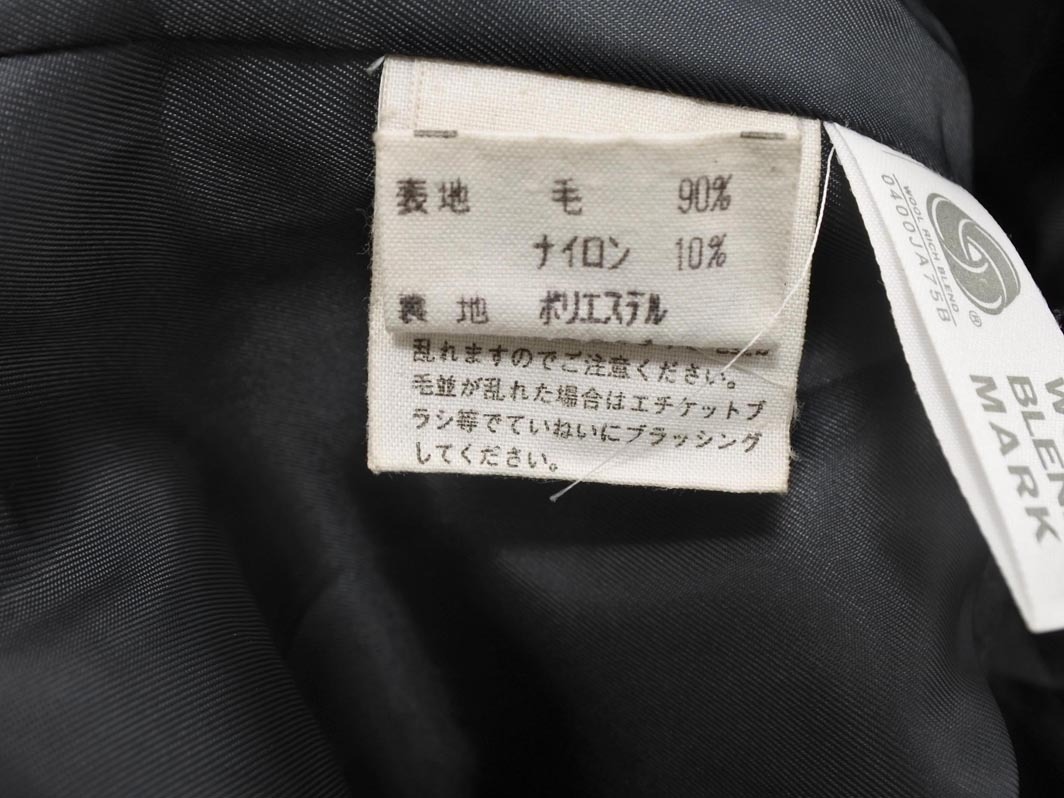 表地 毛 90%
ナイロン 10%
裏地 ポリエステル
乱れますのでご注意ください。
毛並が乱れた場合はエチケットブ
ラシ等でていねいにブラッシング
してください。
WOOL RICH BLEND ®
0400JA75B
BLEN
MARK